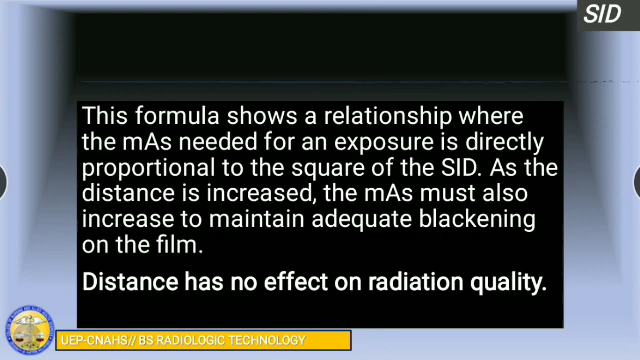 SID
This formula shows a relationship where
the mAs needed for an exposure is directly
proportional to the square of the SID. As the
distance is increased, the mAs must also
increase to maintain adequate blackening
on the film.
Distance has no effect on radiation quality.
UEP-CNAHS// BS RADIOLOGIC TECHNOLOGY